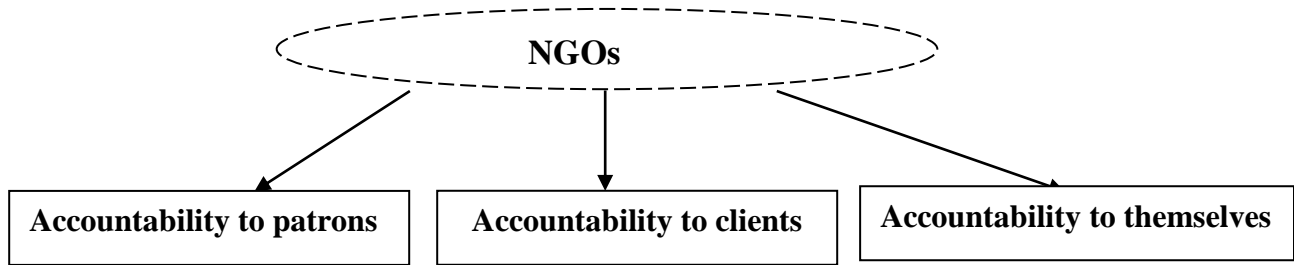 NGOs
Accountability to patrons
Accountability to clients
Accountability to themselves